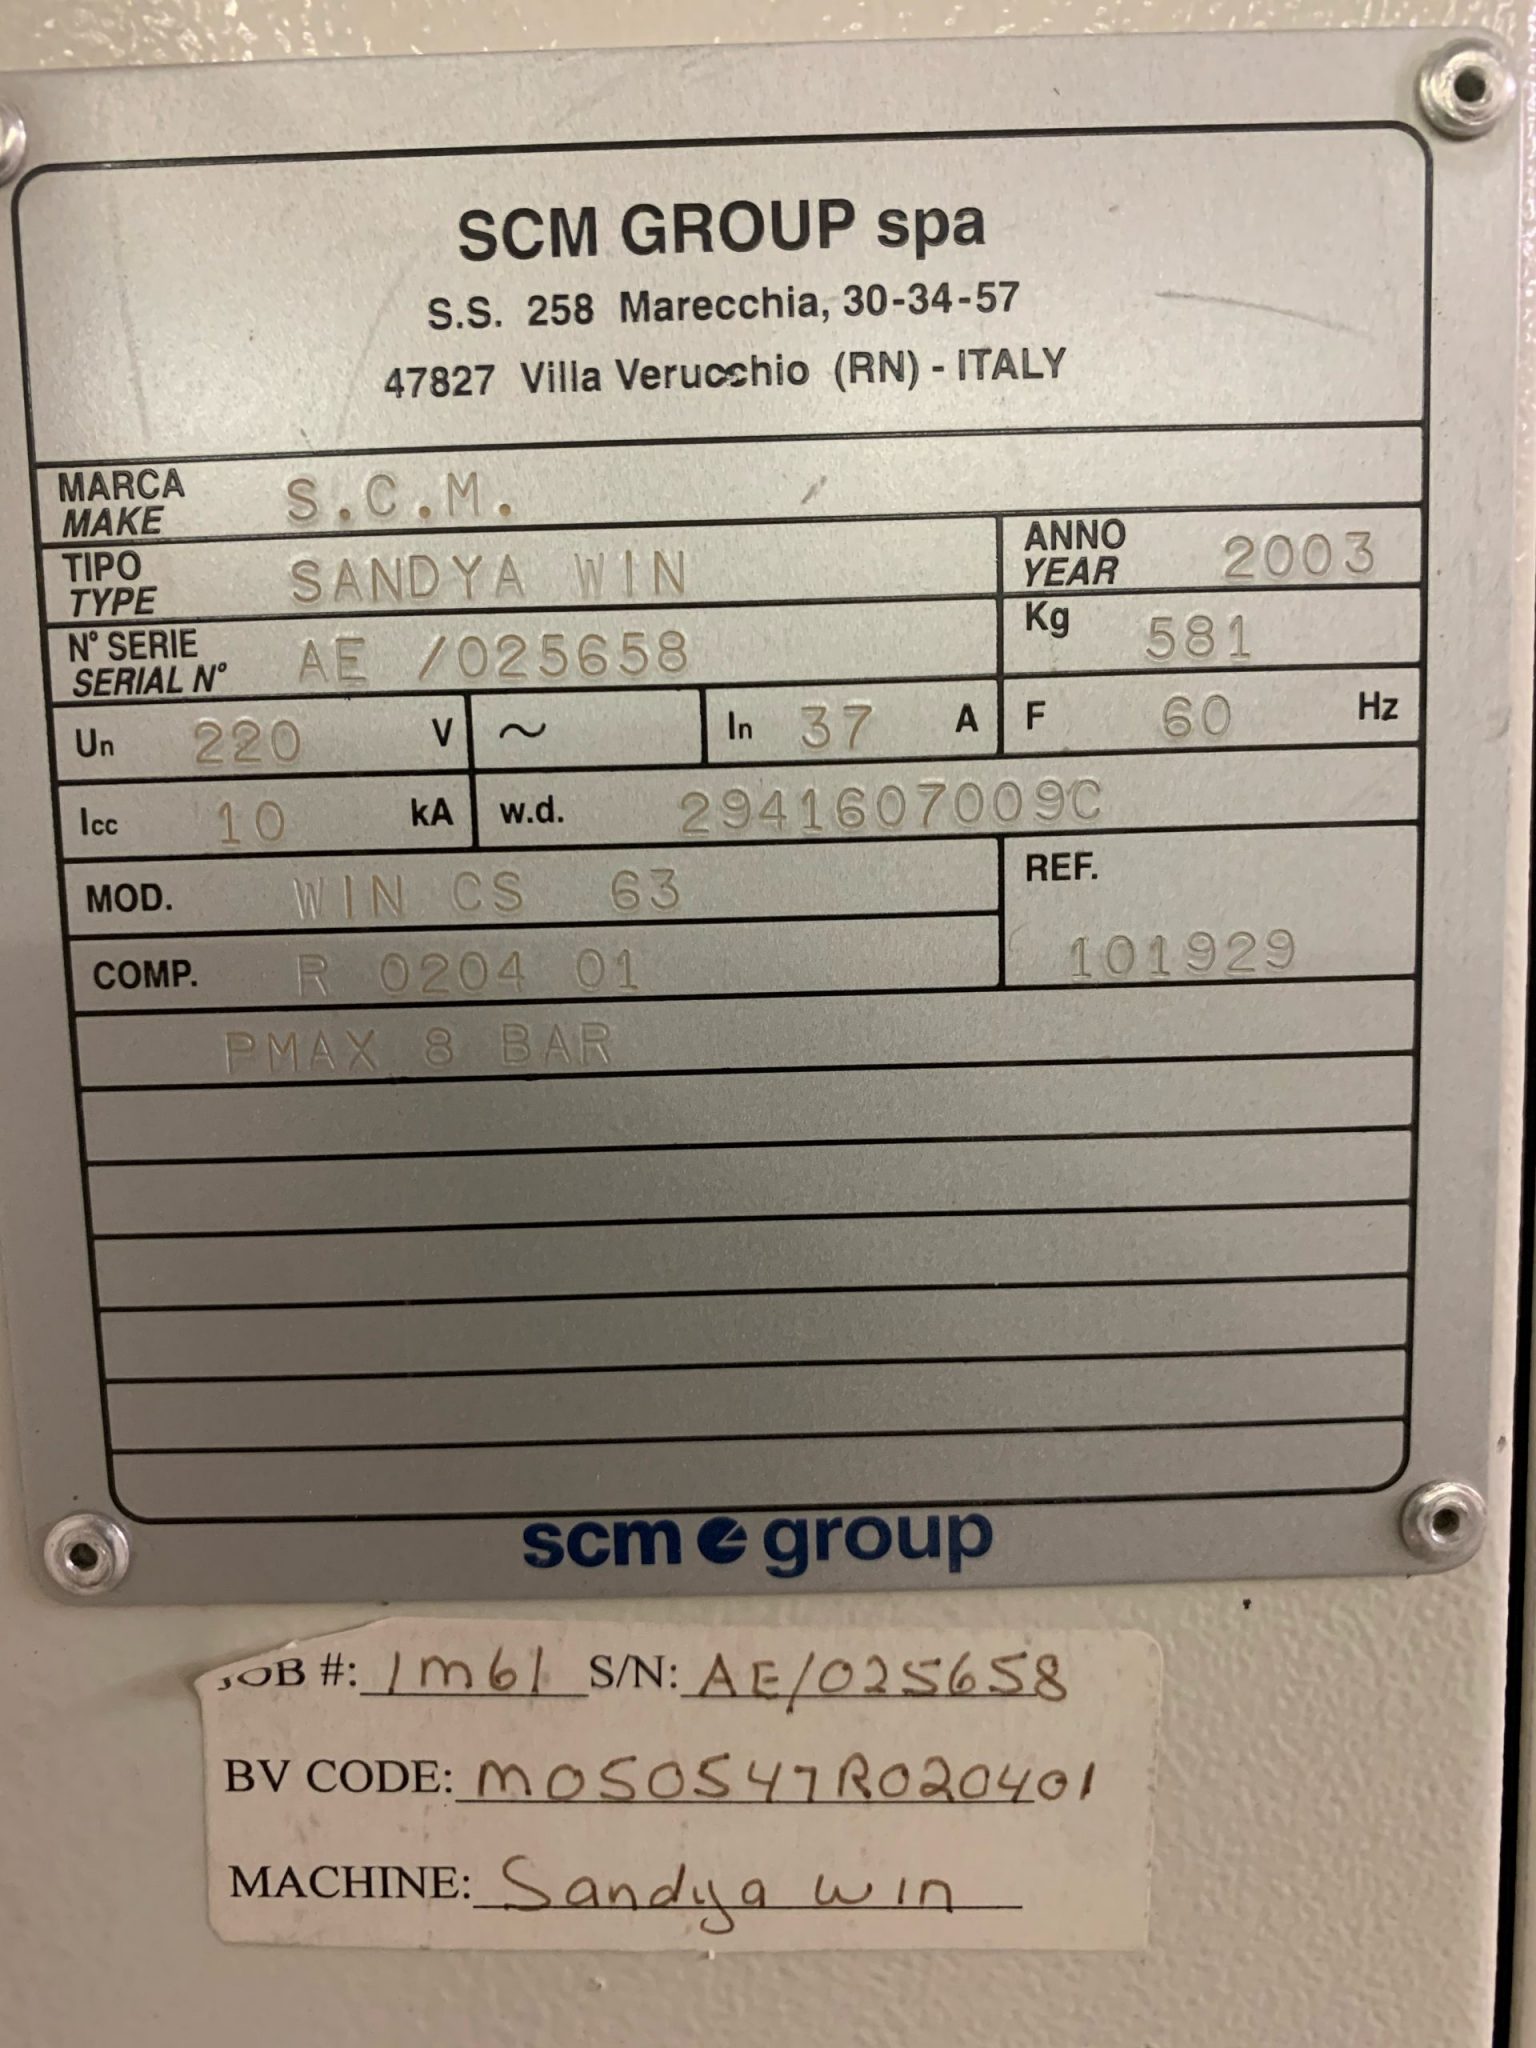 SCM GROUP spa
S.S. 258 Marecchia, 30-34-57
47827 Villa Verucchio (RN) - ITALY
MARCA
MAKE S.C.M.
TIPO
TYPE SANDYA WIN
ANNO
YEAR 2003
N° SERIE
SERIAL N° AE /025658
Kg 581
Un 220 V ~ In 37 A F 60 Hz
Icc 10 kA w.d. 2941607009C
MOD. WIN CS 63
REF.
101929
COMP. R 0204 01
PMAX 8 BAR
scm group
JOB #: 1m61 S/N: AE/025658
BV CODE: M050547R020401
MACHINE: Sandya win